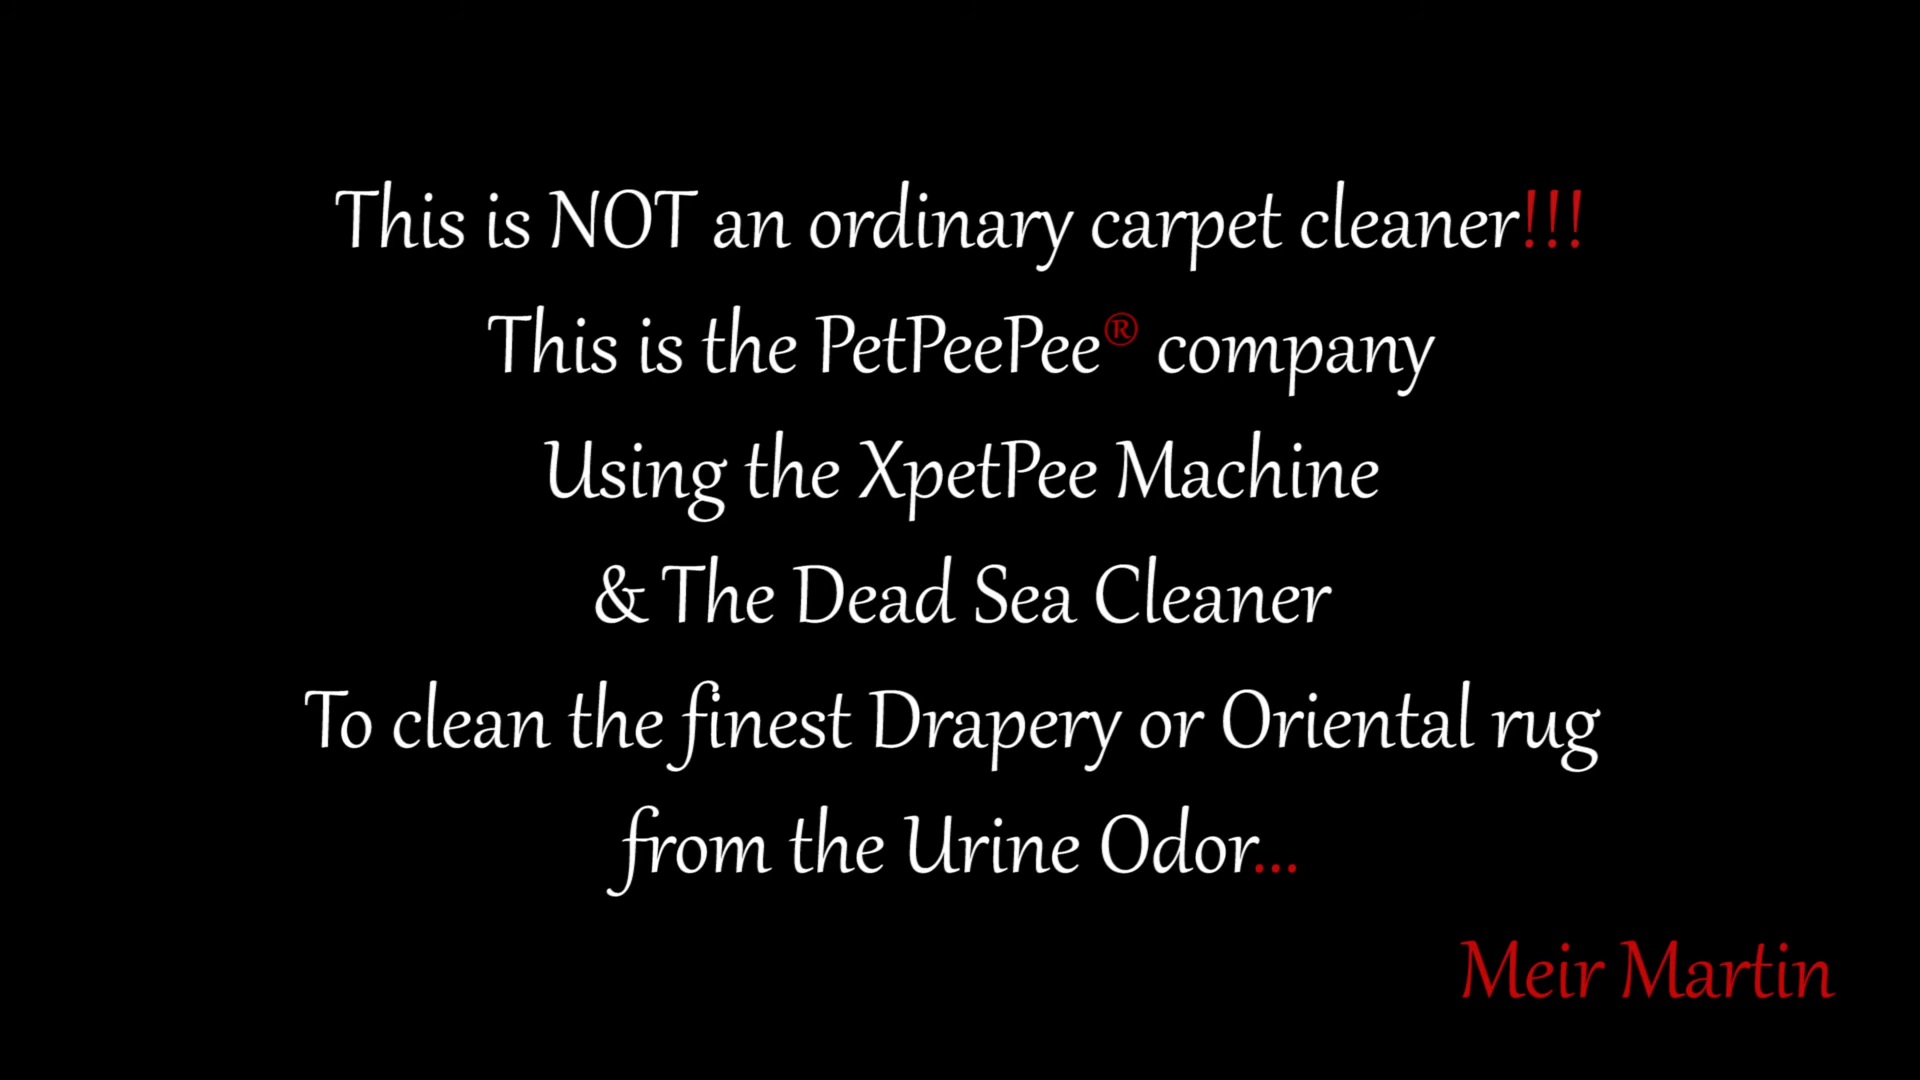 This is NOT an ordinary carpet cleaner!!!
This is the PetPeePee® company
Using the XpetPee Machine
& The Dead Sea Cleaner
To clean the finest Drapery or Oriental rug
from the Urine Odor...
Meir Martin